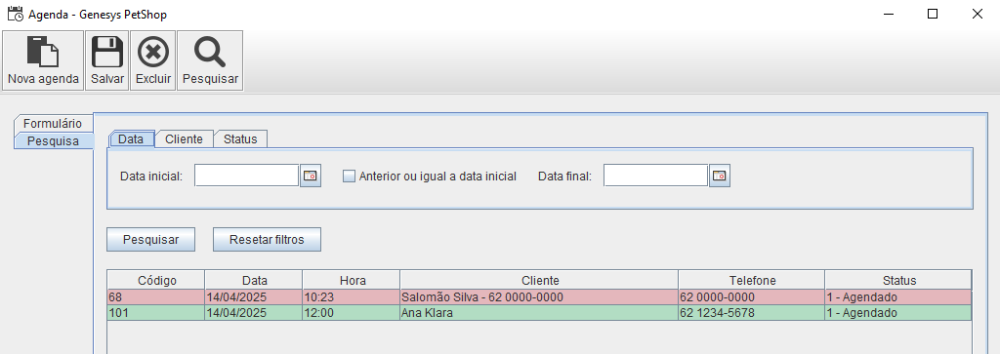 Agenda - Genesys PetShop
Nova agenda Salvar Excluir Pesquisar
Formulário
Pesquisa
Data Cliente Status
Data inicial: Anterior ou igual a data inicial Data final:
Pesquisar Resetar filtros
Código Data Hora Cliente Telefone Status
68 14/04/2025 10:23 Salomão Silva - 62 0000-0000 62 0000-0000 1 - Agendado
101 14/04/2025 12:00 Ana Klara 62 1234-5678 1 - Agendado